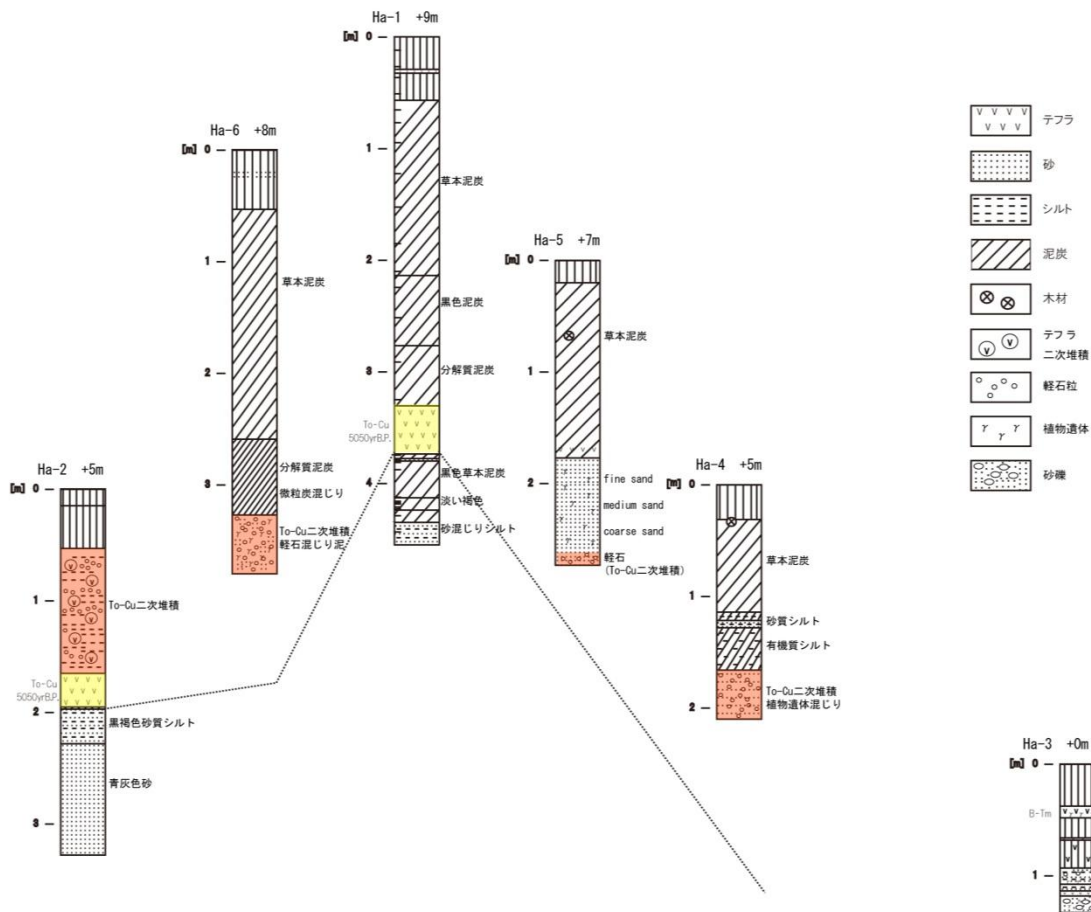 Ha-1 +9m
[m] 0
1
2
3
4
草本泥炭
黒色泥炭
分解質泥炭
To-Cu
5050yrB.P.
黒色草本泥炭
淡い褐色
砂混じりシルト
Ha-6 +8m
[m] 0
1
2
3
草本泥炭
分解質泥炭
微粒炭混じり
To-Cu二次堆積
軽石混じり泥
Ha-5 +7m
[m] 0
1
2
草本泥炭
fine sand
medium sand
coarse sand
軽石
(To-Cu二次堆積)
Ha-2 +5m
[m] 0
1
2
3
To-Cu二次堆積
To-Cu
5050yrB.P.
黒褐色砂質シルト
青灰色砂
Ha-4 +5m
[m] 0
1
2
草本泥炭
砂質シルト
有機質シルト
To-Cu二次堆積
植物遺体混じり
Ha-3 +0m
[m] 0
1
B-Tm
テフラ
砂
シルト
泥炭
木材
テフラ
二次堆積
軽石粒
植物遺体
砂礫